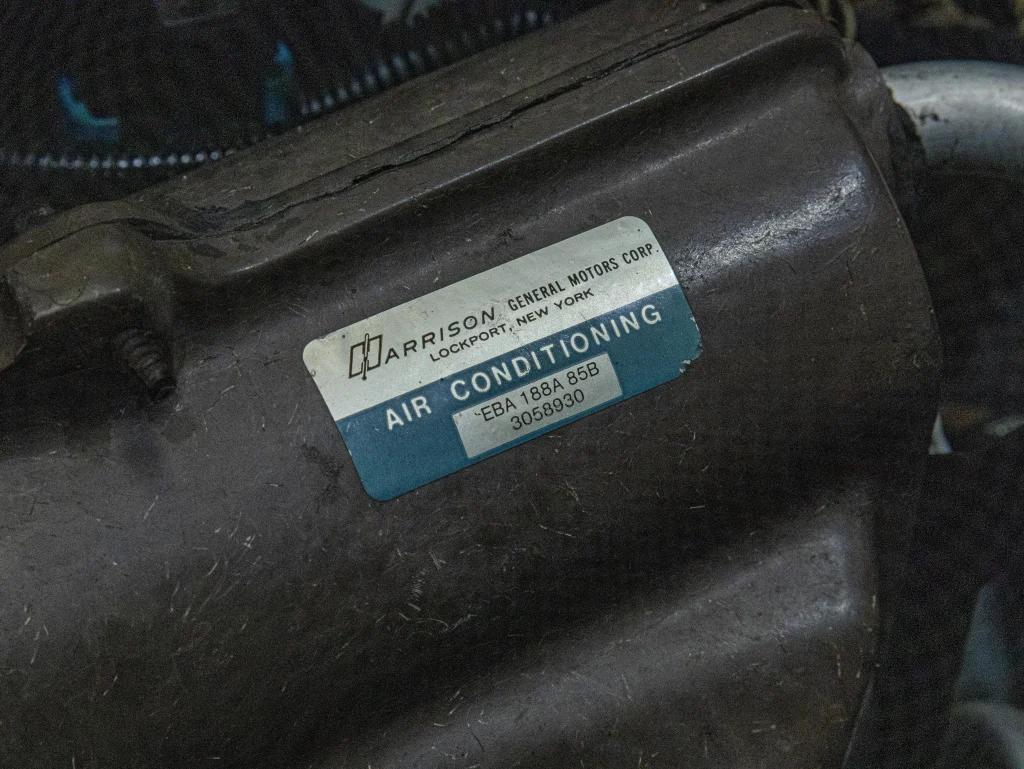 HARRISON GENERAL MOTORS CORP.
LOCKPORT, NEW YORK
AIR CONDITIONING
EBA 188A 85B
3058930